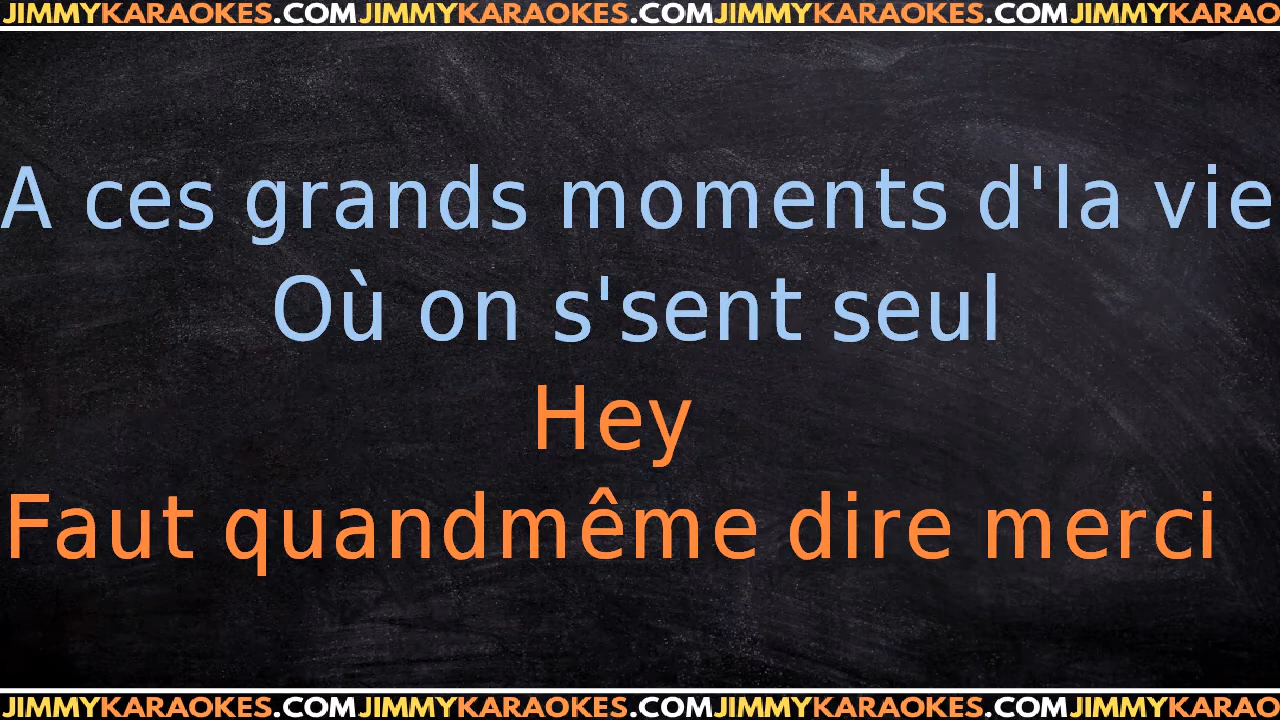 JIMMYKARAOKES.COMJIMMYKARAOKES.COMJIMMYKARAOKES.COMJIMMYKARAO
A ces grands moments d'la vie
Où on s'sent seul
Hey
Faut quandmême dire merci
JIMMYKARAOKES.COMJIMMYKARAOKES.COMJIMMYKARAOKES.COMJIMMYKARAO